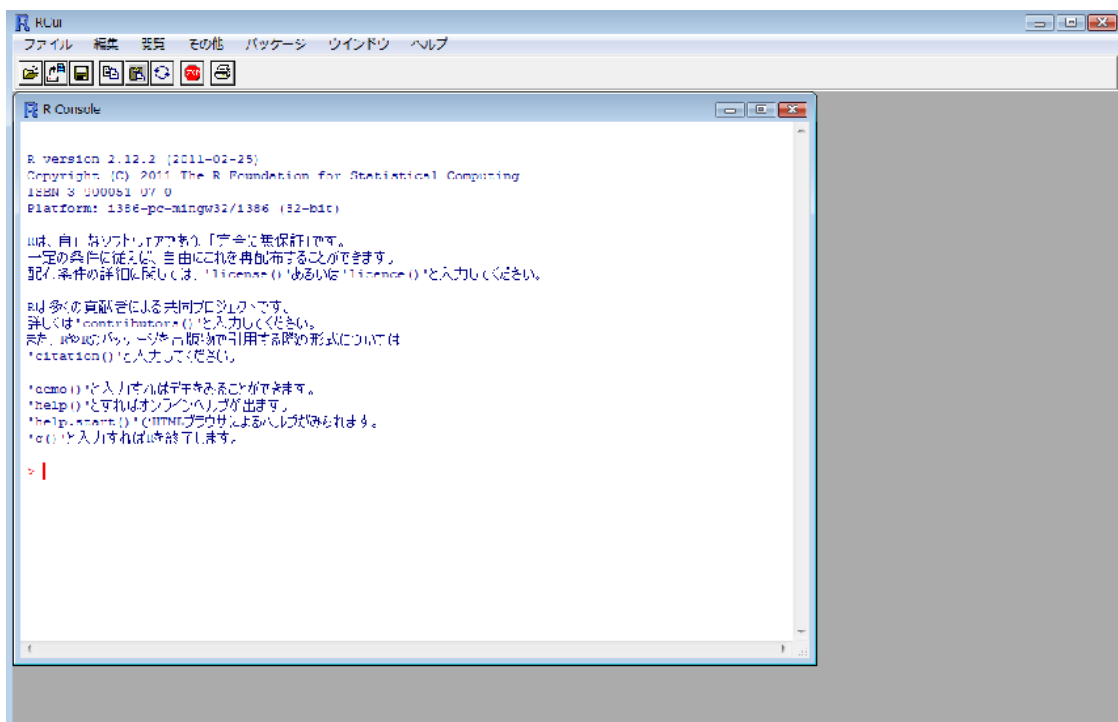 RGui
ファイル 編集 閲覧 その他 パッケージ ウインドウ ヘルプ
STOP
R Console
R version 2.12.2 (2011-02-25)
Copyright (C) 2011 The R Foundation for Statistical Computing
ISBN 3-900051-07-0
Platform: i386-pc-mingw32/i386 (32-bit)
Rは、自由なソフトウェアであり、「完全に無保証」です。
一定の条件に従えば、自由にこれを再配布することができます。
配布条件の詳細に関しては、'license()'あるいは'licence()'と入力してください。
Rは多くの貢献者による共同プロジェクトです。
詳しくは'contributors()'と入力してください。
また、RやRのパッケージを出版物で引用する際の形式については
'citation()'と入力してください。
'demo()'と入力すればデモをみることができます。
'help()'とすればオンラインヘルプが出ます。
'help.start()'でHTMLブラウザによるヘルプがみられます。
'q()'と入力すればRを終了します。
>